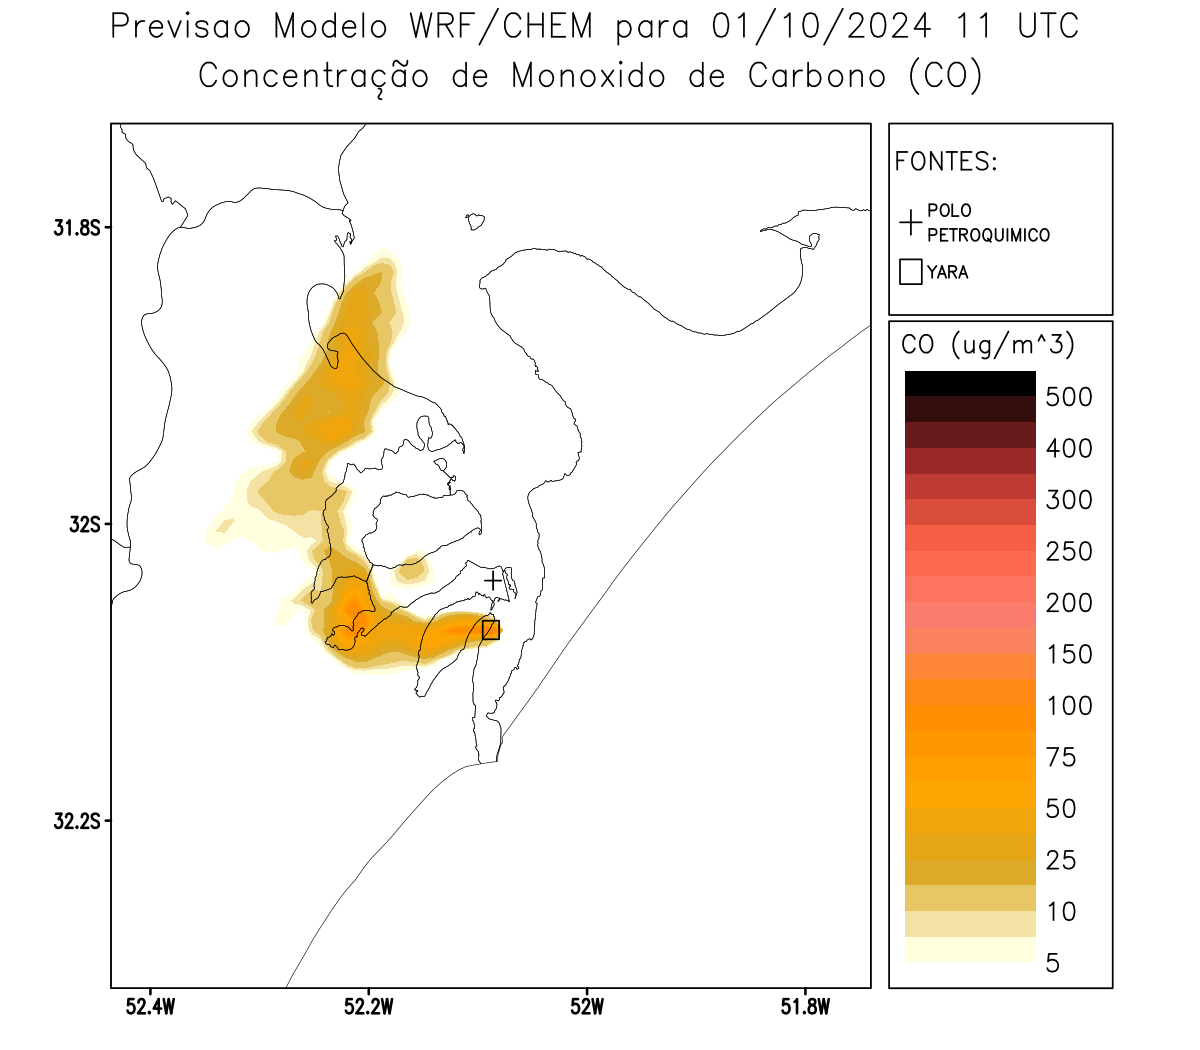 Previsao Modelo WRF/CHEM para 01/10/2024 11 UTC
Concentração de Monoxido de Carbono (CO)
FONTES:
POLO
PETROQUIMICO
YARA
CO (ug/m^3)
500
400
300
250
200
150
100
75
50
25
10
5
31.8S
32S
32.2S
52.4W
52.2W
52W
51.8W